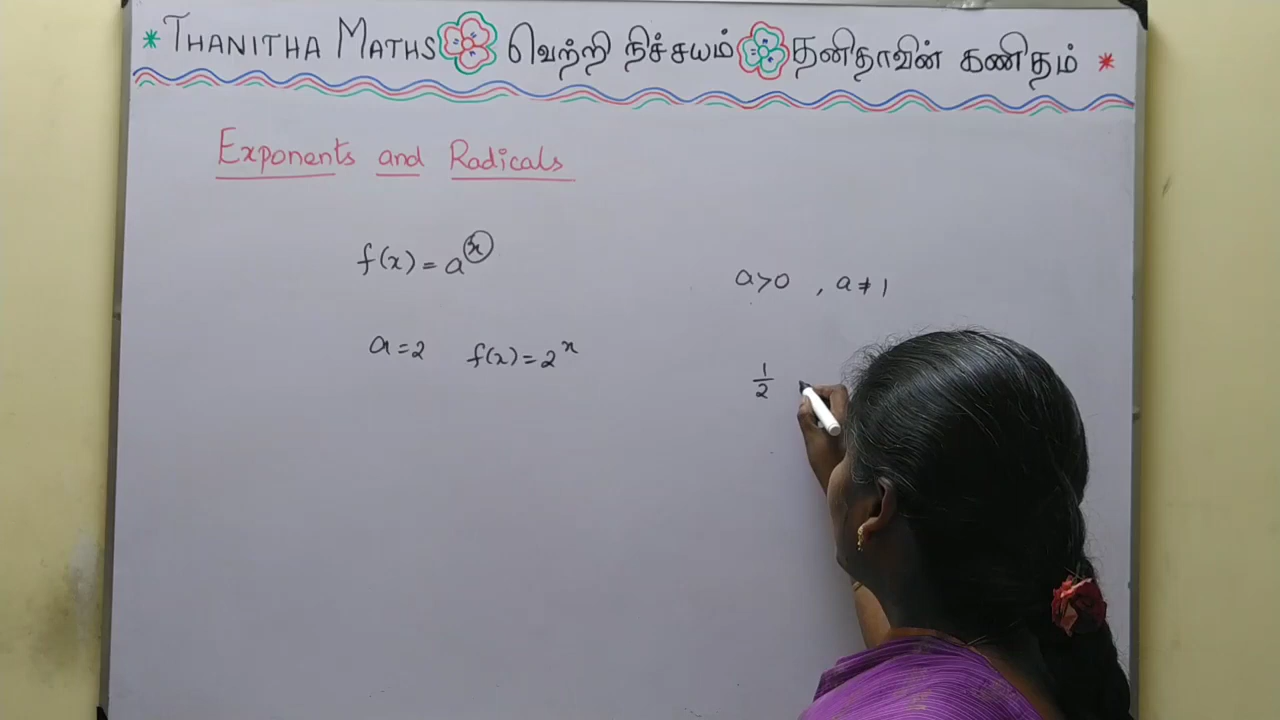 * THANITHA MATHS வெற்றி நிச்சயம் தனிதாவின் கணிதம் *
Exponents and Radicals
f(x) = a^x
a>0 , a≠1
a=2 f(x)=2^x
1/2